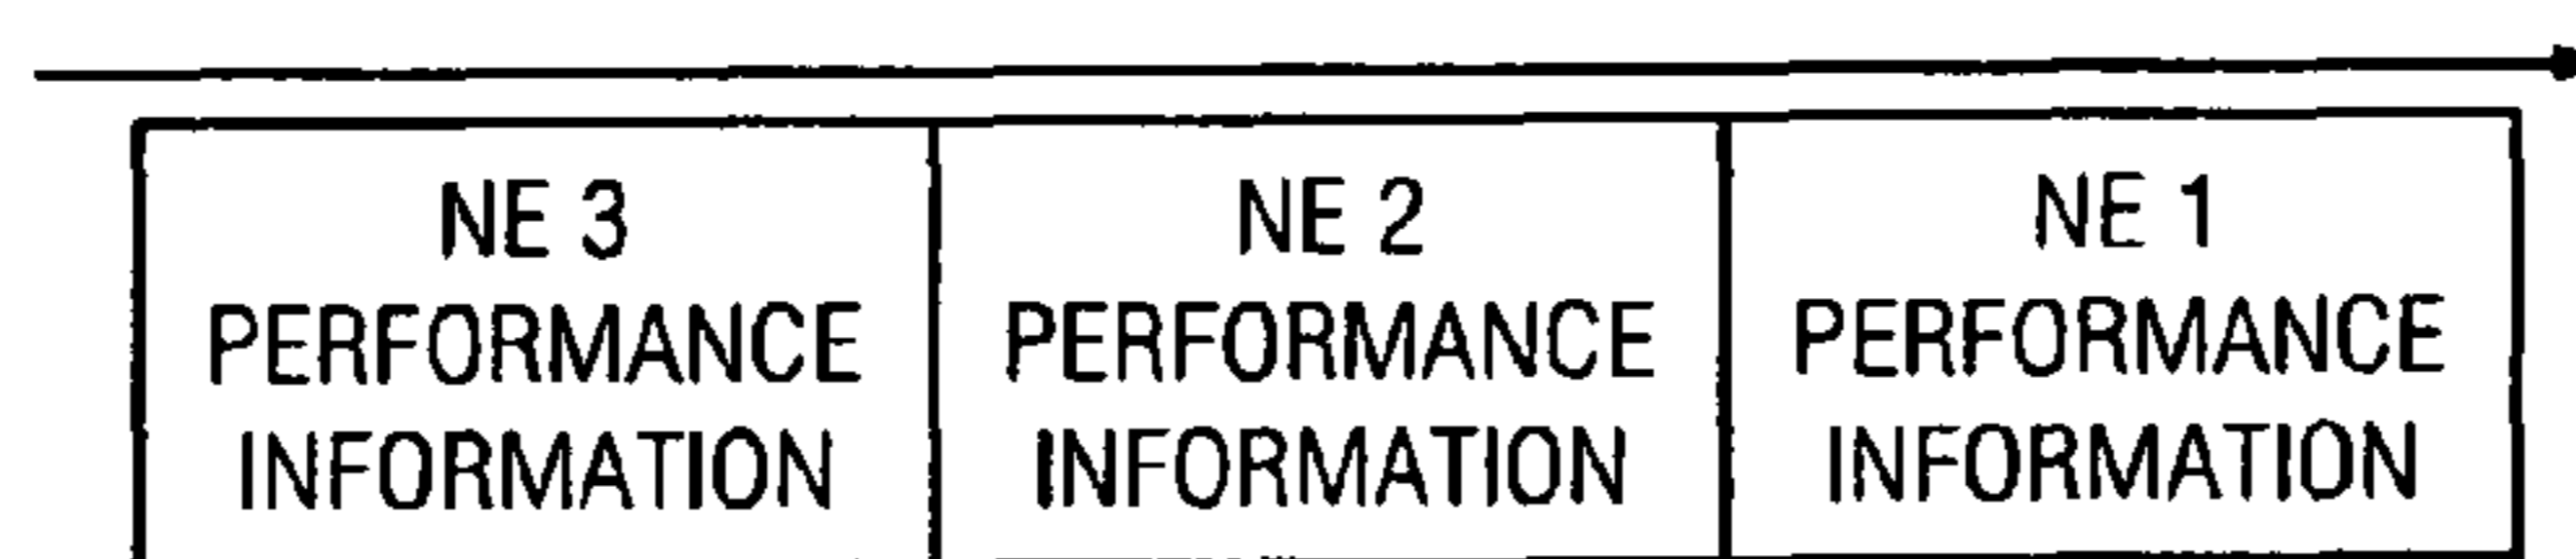 NE 3
PERFORMANCE
INFORMATION
NE 2
PERFORMANCE
INFORMATION
NE 1
PERFORMANCE
INFORMATION